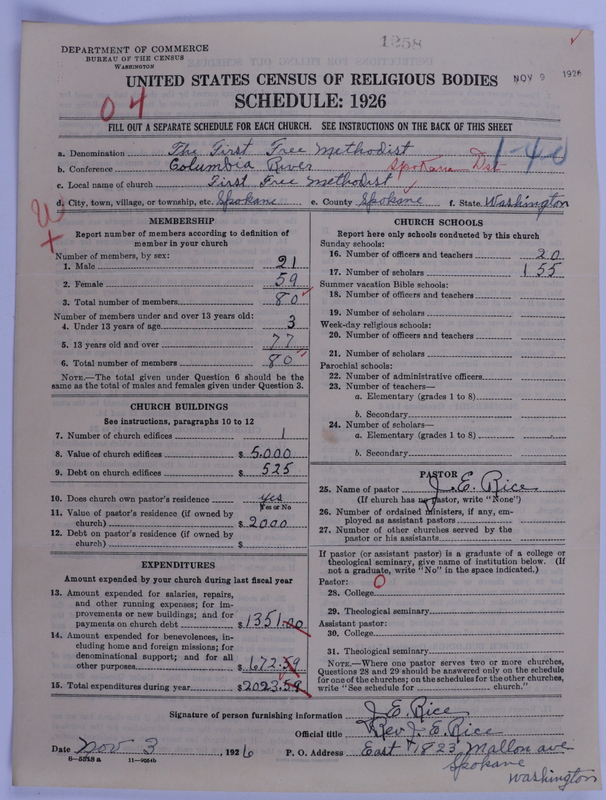 1258
DEPARTMENT OF COMMERCE
BUREAU OF THE CENSUS
WASHINGTON
NOV 9 1926
UNITED STATES CENSUS OF RELIGIOUS BODIES
SCHEDULE: 1926
04
FILL OUT A SEPARATE SCHEDULE FOR EACH CHURCH. SEE INSTRUCTIONS ON THE BACK OF THIS SHEET
1-40
a. Denomination The First Free Methodist
b. Conference Columbia River Spokane Dist
c. Local name of church First Free Methodist
d. City, town, village, or township, etc. Spokane e. County Spokane f. State Washington
MEMBERSHIP
Report number of members according to definition of
member in your church
Number of members, by sex:
1. Male 21
2. Female 59
3. Total number of members 80
Number of members under and over 13 years old:
4. Under 13 years of age 3
5. 13 years old and over 77
6. Total number of members 80
NOTE.—The total given under Question 6 should be the
same as the total of males and females given under Question 3.
CHURCH BUILDINGS
See instructions, paragraphs 10 to 12
7. Number of church edifices 1
8. Value of church edifices $ 5,000
9. Debt on church edifices $ 525
10. Does church own pastor's residence yes
Yes or No
11. Value of pastor's residence (if owned by
church) $ 2000
12. Debt on pastor's residence (if owned by
church) $
EXPENDITURES
Amount expended by your church during last fiscal year
13. Amount expended for salaries, repairs,
and other running expenses; for im-
provements or new buildings; and for
payments on church debt $ 1351.00
14. Amount expended for benevolences, in-
cluding home and foreign missions; for
denominational support; and for all
other purposes $ 672.59
15. Total expenditures during year $ 2023.59
CHURCH SCHOOLS
Report here only schools conducted by this church
Sunday schools:
16. Number of officers and teachers 20
17. Number of scholars 155
Summer vacation Bible schools:
18. Number of officers and teachers
19. Number of scholars
Week-day religious schools:
20. Number of officers and teachers
21. Number of scholars
Parochial schools:
22. Number of administrative officers
23. Number of teachers—
a. Elementary (grades 1 to 8)
b. Secondary
24. Number of scholars—
a. Elementary (grades 1 to 8)
b. Secondary
PASTOR
25. Name of pastor J. E. Rice
(If church has no pastor, write "None")
26. Number of ordained ministers, if any, em-
ployed as assistant pastors
27. Number of other churches served by the
pastor or his assistants
If pastor (or assistant pastor) is a graduate of a college or
theological seminary, give name of institution below. (If
not a graduate, write "No" in the space indicated.)
Pastor: 0
28. College
29. Theological seminary
Assistant pastor:
30. College
31. Theological seminary
NOTE.—Where one pastor serves two or more churches,
Questions 28 and 29 should be answered only on the schedule
for one of the churches; on the schedules for the other churches,
write "See schedule for church."
Signature of person furnishing information J. E. Rice
Official title Rev. J. E. Rice
Date Nov 3, 1926 P. O. Address East 1823 Mallon ave
Spokane
Washington
8—5518a 11—9054b